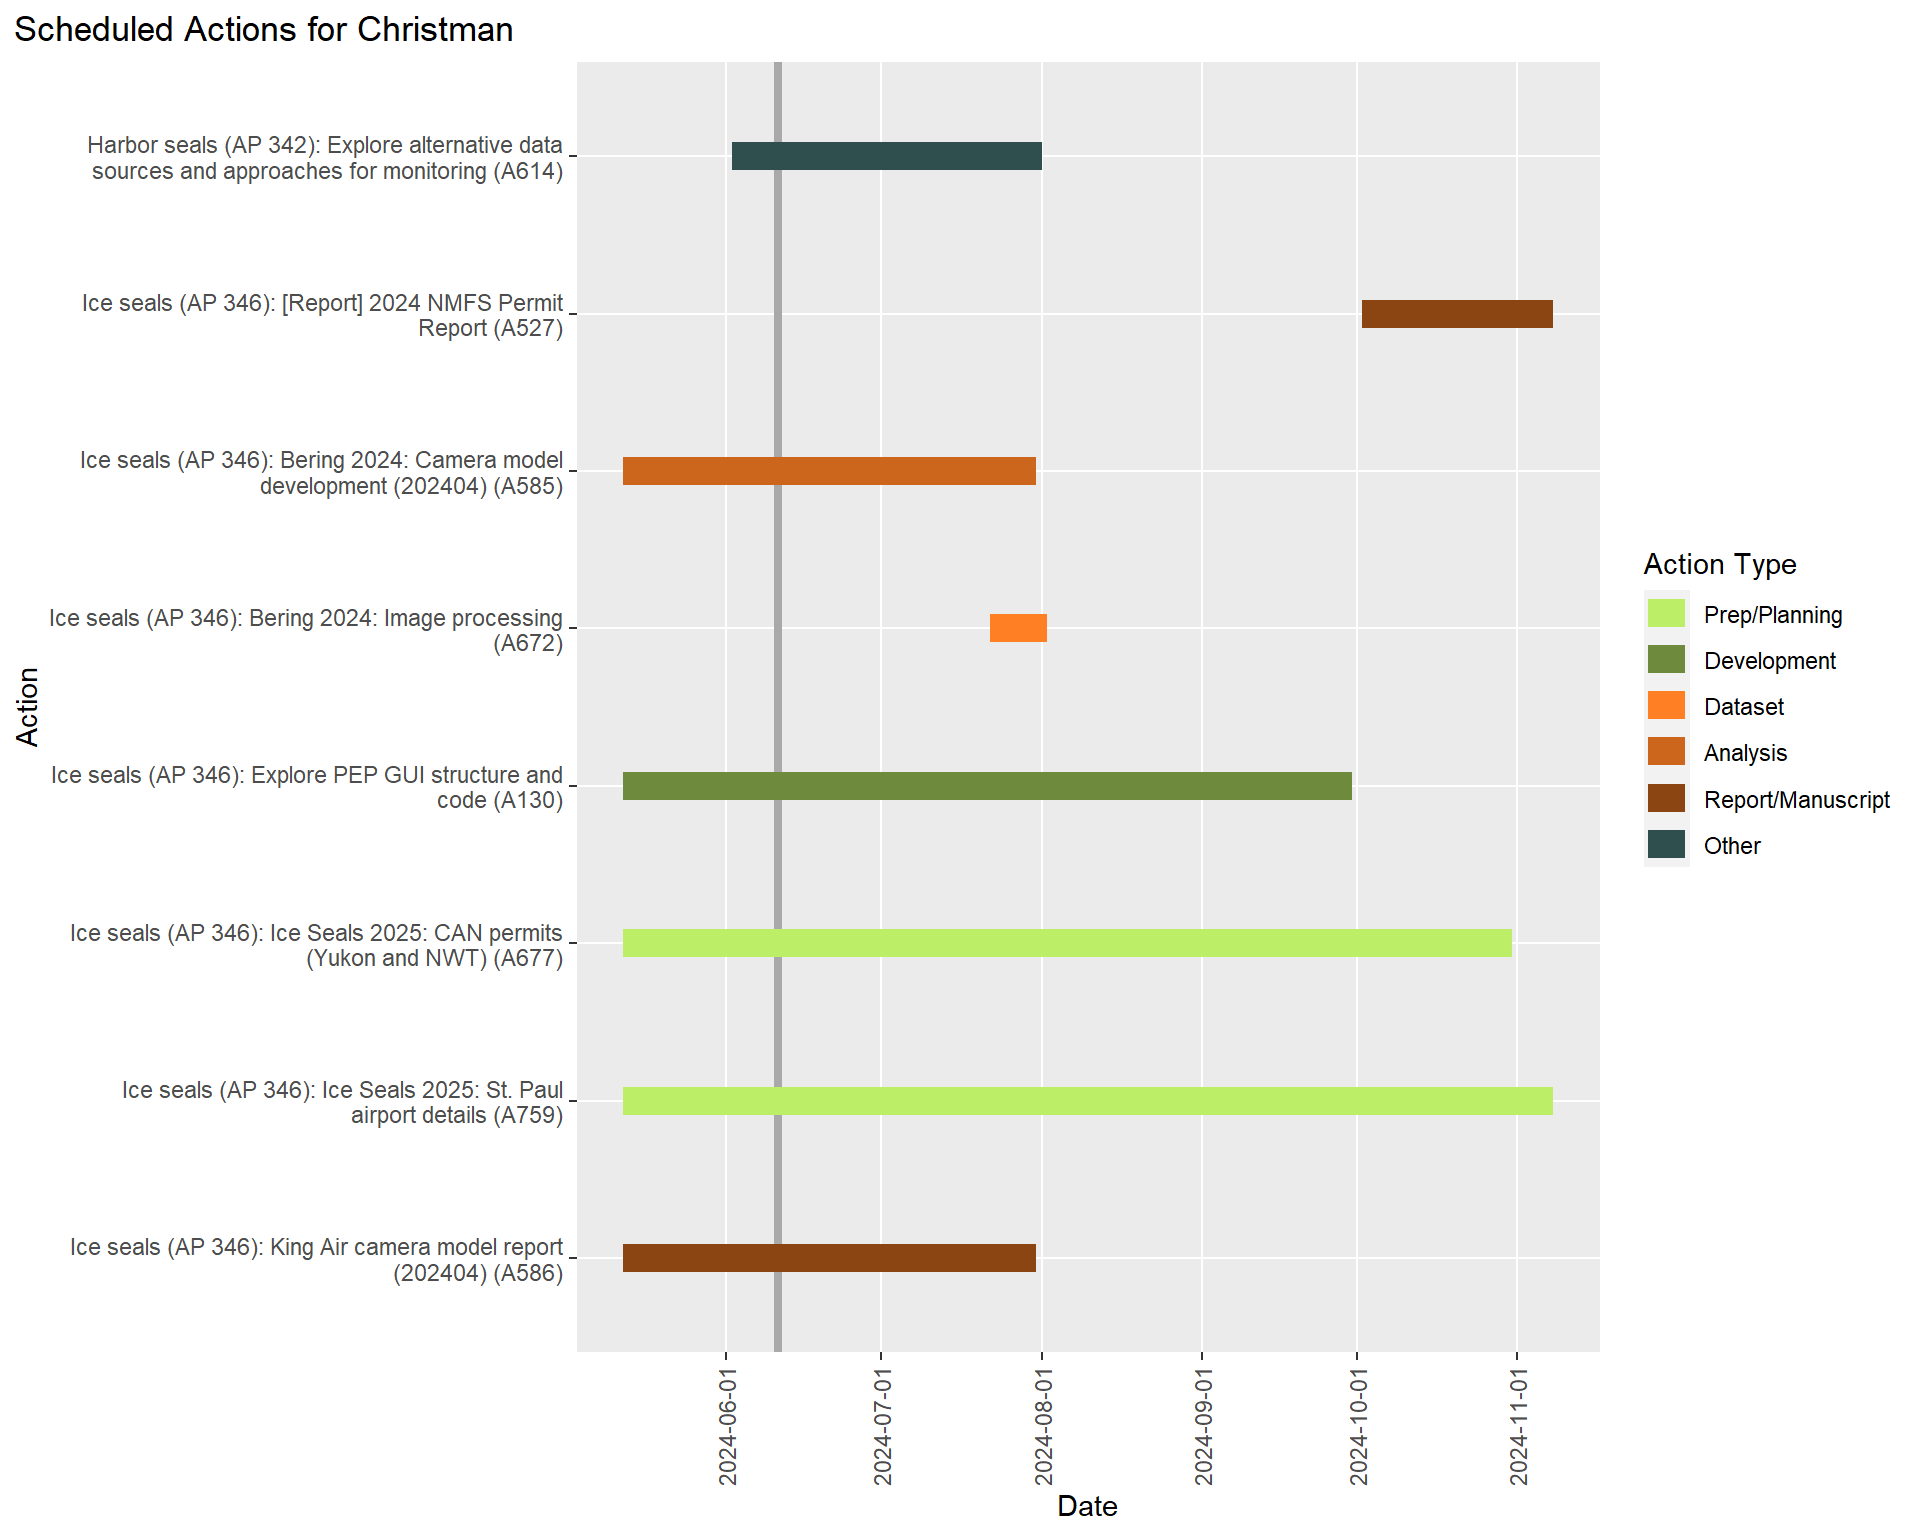 Scheduled Actions for Christman
Harbor seals (AP 342): Explore alternative data
sources and approaches for monitoring (A614)
Ice seals (AP 346): [Report] 2024 NMFS Permit
Report (A527)
Ice seals (AP 346): Bering 2024: Camera model
development (202404) (A585)
Ice seals (AP 346): Bering 2024: Image processing
(A672)
Ice seals (AP 346): Explore PEP GUI structure and
code (A130)
Ice seals (AP 346): Ice Seals 2025: CAN permits
(Yukon and NWT) (A677)
Ice seals (AP 346): Ice Seals 2025: St. Paul
airport details (A759)
Ice seals (AP 346): King Air camera model report
(202404) (A586)
Action
2024-06-01
2024-07-01
2024-08-01
2024-09-01
2024-10-01
2024-11-01
Date
Action Type
Prep/Planning
Development
Dataset
Analysis
Report/Manuscript
Other